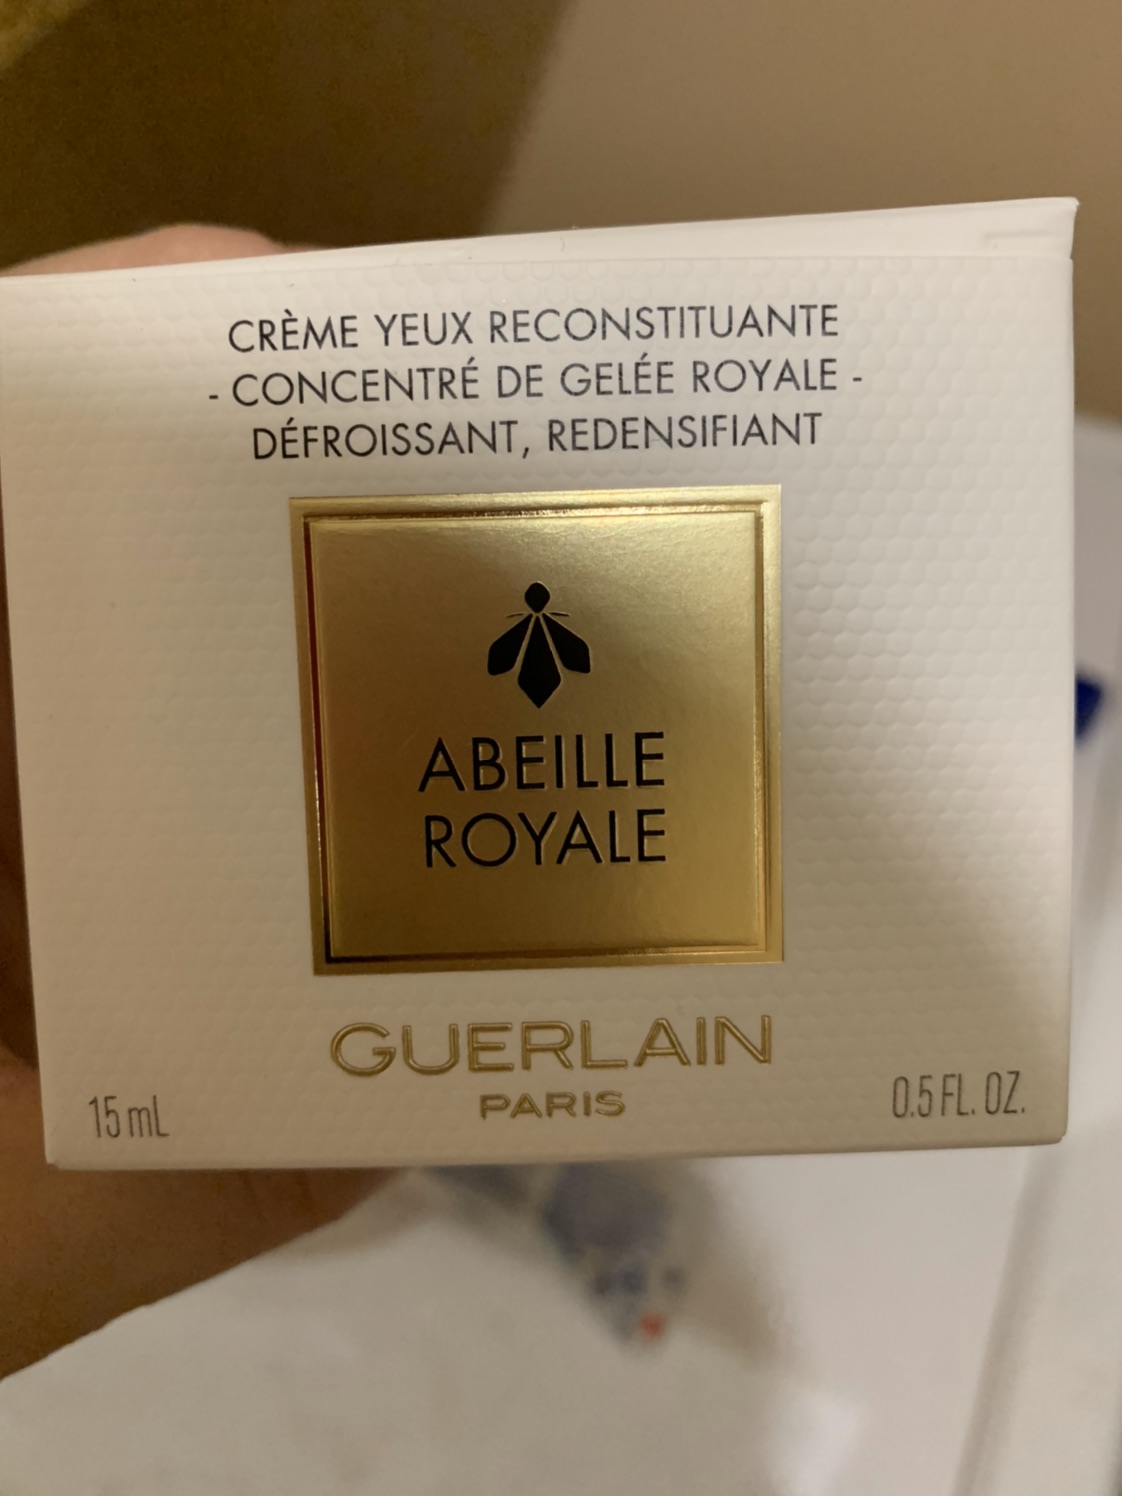 CRÈME YEUX RECONSTITUANTE
- CONCENTRÉ DE GELÉE ROYALE -
DÉFROISSANT, REDENSIFIANT
ABEILLE
ROYALE
GUERLAIN
PARIS
15 mL
0.5 FL. OZ.